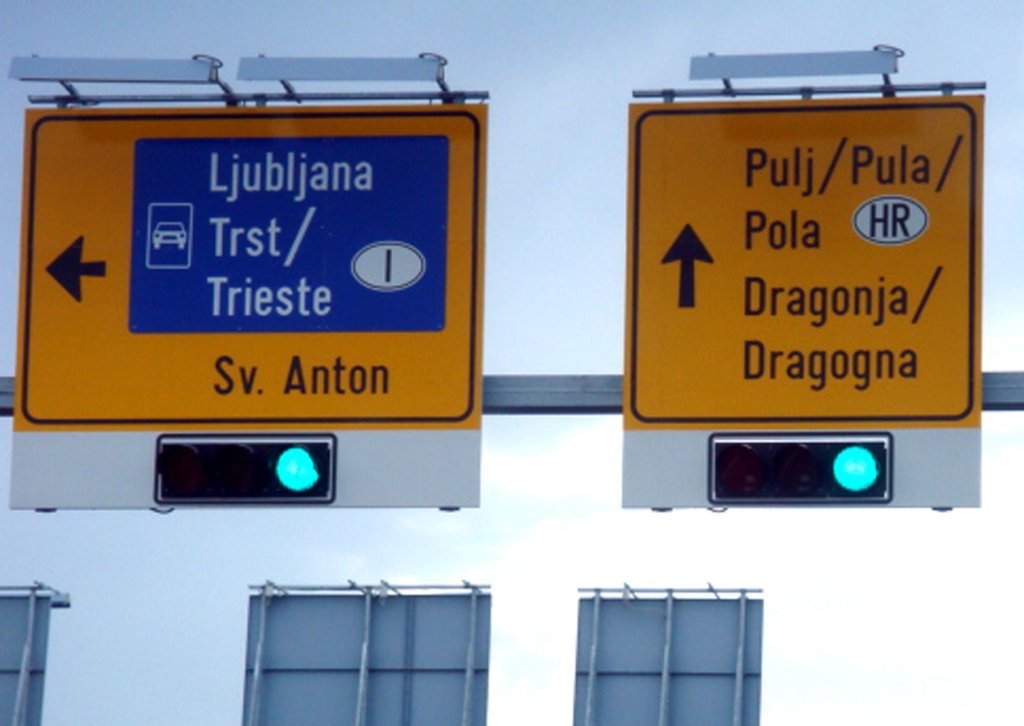 Ljubljana
Trst/
Trieste
I
Sv. Anton
Pulj/Pula/
Pola
HR
Dragonja/
Dragogna